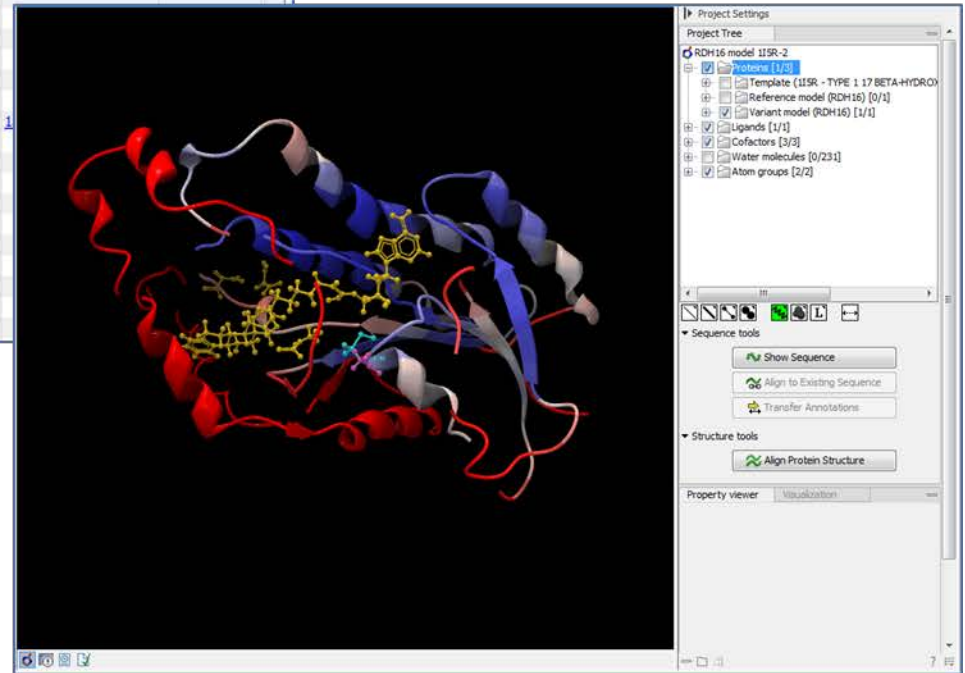 1
Project Settings
Project Tree
RDH16 model 1I5R-2
Proteins [1/3]
Template (1I5R - TYPE 1 17 BETA-HYDROX
Reference model (RDH16) [0/1]
Variant model (RDH16) [1/1]
Ligands [1/1]
Cofactors [3/3]
Water molecules [0/231]
Atom groups [2/2]
L
Sequence tools
Show Sequence
Align to Existing Sequence
Transfer Annotations
Structure tools
Align Protein Structure
Property viewer
Visualization
?